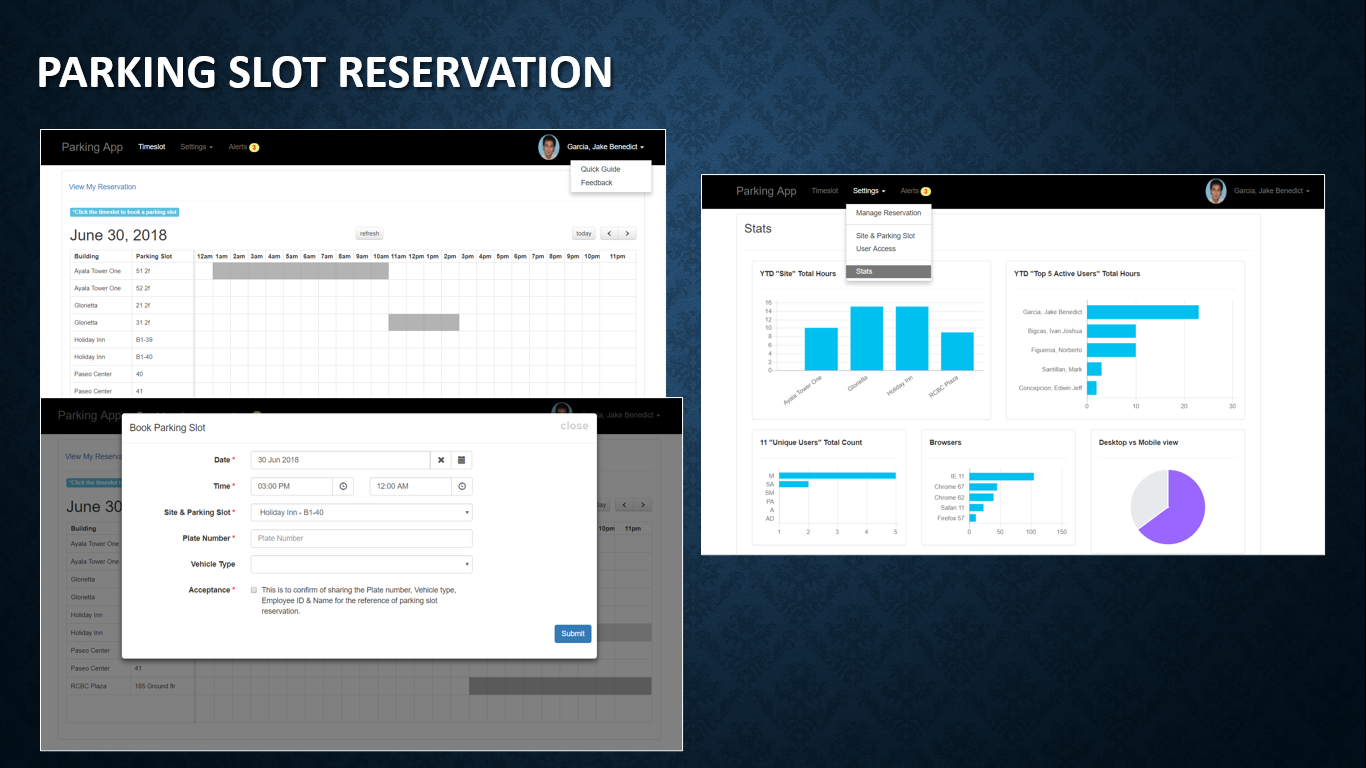 PARKING SLOT RESERVATION
Parking App Timeslot Settings Alerts 3 Garcia, Jake Benedict
Quick Guide
Feedback
View My Reservation
*Click the timeslot to book a parking slot
June 30, 2018 refresh today
Building Parking Slot 12am 1am 2am 3am 4am 5am 6am 7am 8am 9am 10am 11am 12pm 1pm 2pm 3pm 4pm 5pm 6pm 7pm 8pm 9pm 10pm 11pm
Ayala Tower One 51 2f
Ayala Tower One 52 2f
Glorietta 21 2f
Glorietta 31 2f
Holiday Inn B1-39
Holiday Inn B1-40
Paseo Center 40
Paseo Center 41
Parking App ia, Jake Benedict
Book Parking Slot close
View My Reserva
*Click the timeslot t
June 30 day
Building 10pm 11pm
Ayala Tower One
Ayala Tower One
Glorietta
Glorietta
Holiday Inn
Holiday Inn
Paseo Center
Paseo Center 41
RCBC Plaza 185 Ground flr
Date * 30 Jun 2018
Time * 03:00 PM 12:00 AM
Site & Parking Slot * Holiday Inn - B1-40
Plate Number * Plate Number
Vehicle Type
Acceptance * This is to confirm of sharing the Plate number, Vehicle type,
Employee ID & Name for the reference of parking slot
reservation.
Submit
Parking App Timeslot Settings Alerts 3 Garcia, Jake Benedict
Manage Reservation
Site & Parking Slot
User Access
Stats
Stats
YTD "Site" Total Hours
16
14
12
10
8
6
4
2
0
Ayala Tower One Glorietta Holiday Inn RCBC Plaza
YTD "Top 5 Active Users" Total Hours
Garcia, Jake Benedict
Bigcas, Ivan Joshua
Figueroa, Norberto
Santillan, Mark
Concepcion, Edwin Jeff
0 10 20 30
11 "Unique Users" Total Count
M
SA
SM
PA
A
AD
1 2 3 4 5
Browsers
IE 11
Chrome 67
Chrome 62
Safari 11
Firefox 57
0 50 100 150
Desktop vs Mobile view